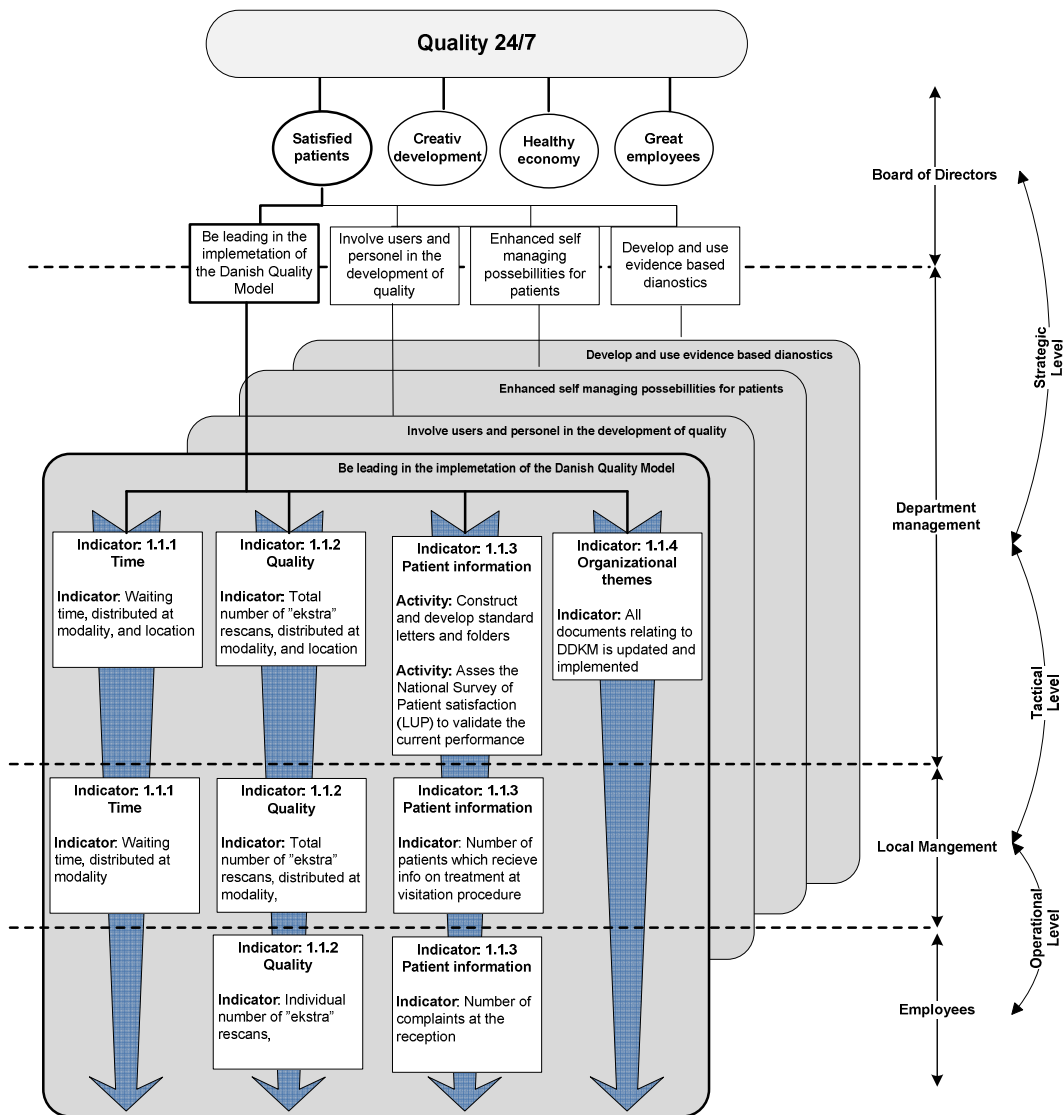 Quality 24/7
Satisfied
patients
Creativ
development
Healthy
economy
Great
employees
Board of Directors
Be leading in the
implemetation of
the Danish Quality
Model
Involve users and
personel in the
development of
quality
Enhanced self
managing
possebillities for
patients
Develop and use
evidence based
dianostics
Strategic
Level
Develop and use evidence based dianostics
Enhanced self managing possebillities for patients
Involve users and personel in the development of quality
Be leading in the implemetation of the Danish Quality Model
Department
management
Indicator: 1.1.1
Time
Indicator: Waiting
time, distributed at
modality, and location
Indicator: 1.1.2
Quality
Indicator: Total
number of ”ekstra”
rescans, distributed at
modality, and location
Indicator: 1.1.3
Patient information
Activity: Construct
and develop standard
letters and folders
Activity: Asses the
National Survey of
Patient satisfaction
(LUP) to validate the
current performance
Indicator: 1.1.4
Organizational
themes
Indicator: All
documents relating to
DDKM is updated and
implemented
Tactical
Level
Indicator: 1.1.1
Time
Indicator: Waiting
time, distributed at
modality
Indicator: 1.1.2
Quality
Indicator: Total
number of ”ekstra”
rescans, distributed at
modality,
Indicator: 1.1.3
Patient information
Indicator: Number of
patients which recieve
info on treatment at
visitation procedure
Local Mangement
Operational
Level
Indicator: 1.1.2
Quality
Indicator: Individual
number of ”ekstra”
rescans,
Indicator: 1.1.3
Patient information
Indicator: Number of
complaints at the
reception
Employees